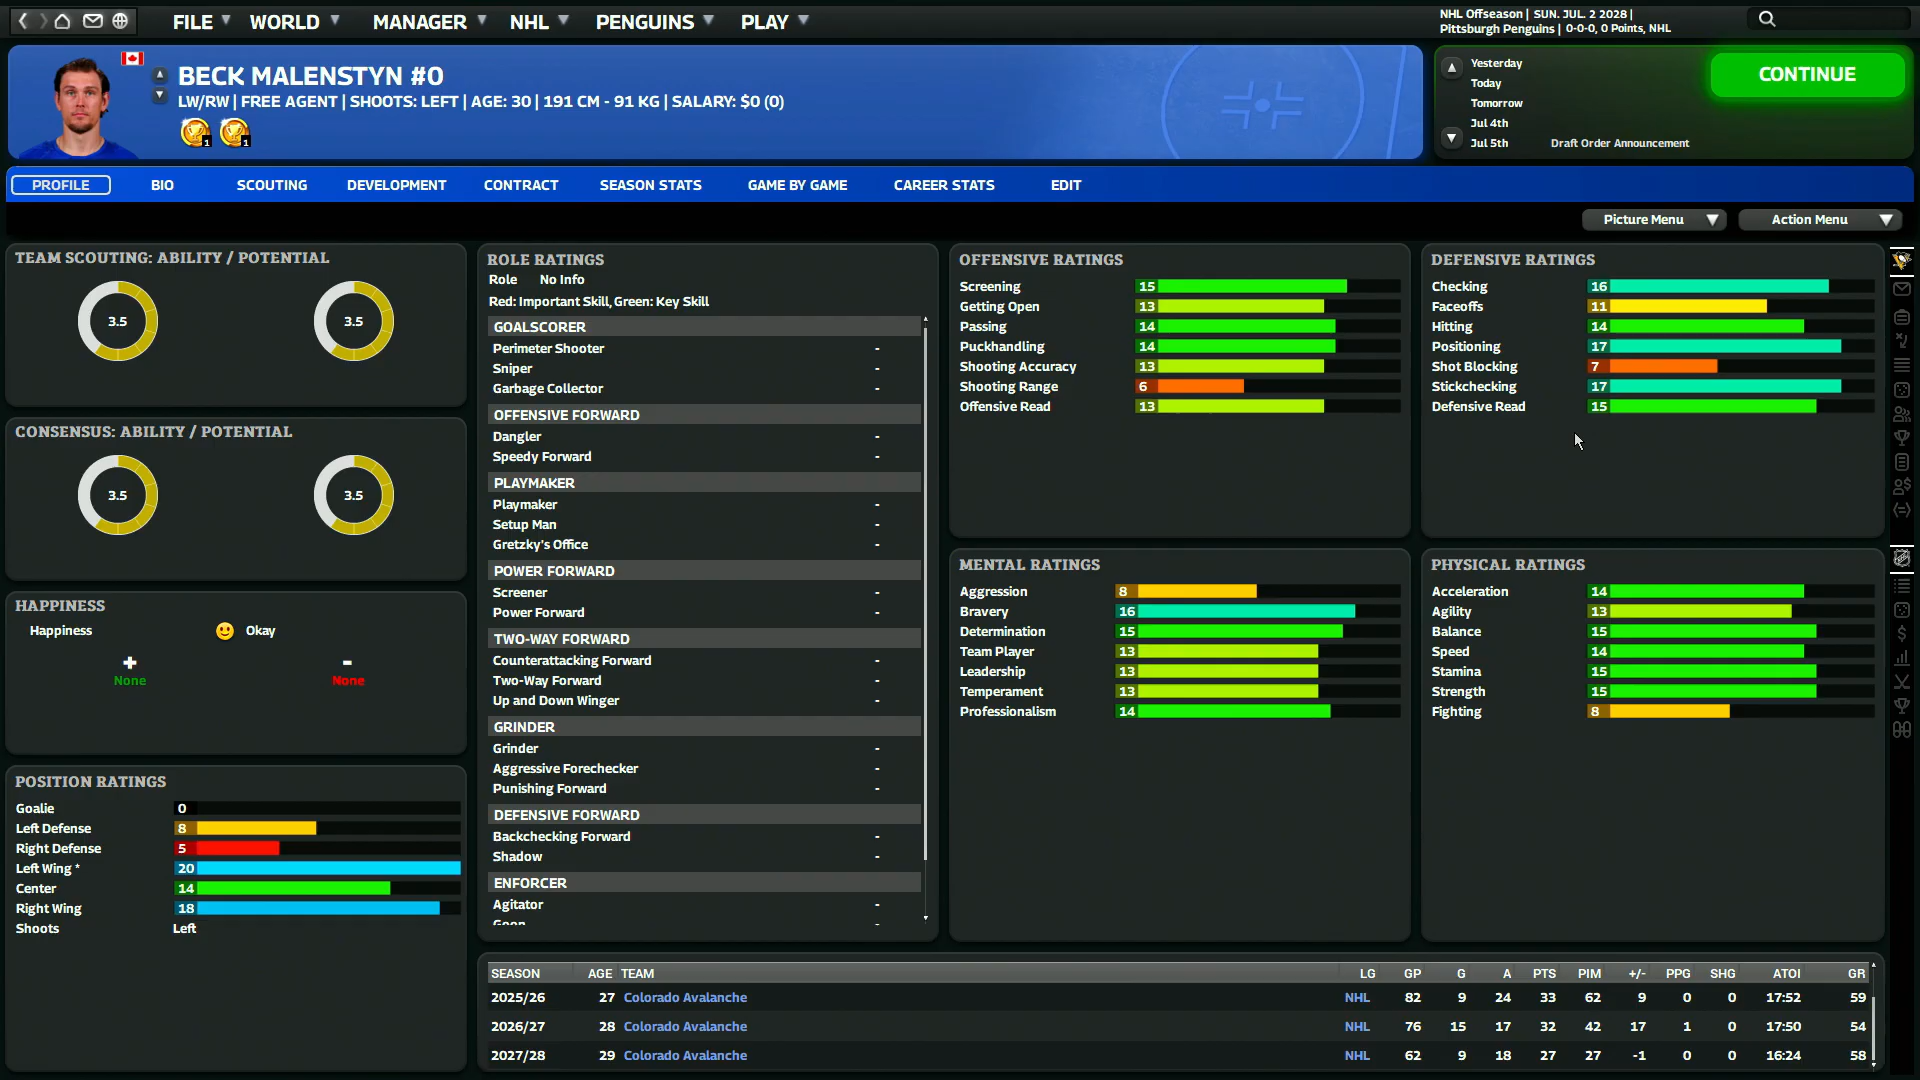 FILE WORLD MANAGER NHL PENGUINS PLAY
NHL Offseason | SUN. JUL. 2 2028 |
Pittsburgh Penguins | 0-0-0, 0 Points, NHL
BECK MALENSTYN #0
LW/RW | FREE AGENT | SHOOTS: LEFT | AGE: 30 | 191 CM - 91 KG | SALARY: $0 (0)
1 1
Yesterday
Today
Tomorrow
Jul 4th
Jul 5th Draft Order Announcement
CONTINUE
PROFILE BIO SCOUTING DEVELOPMENT CONTRACT SEASON STATS GAME BY GAME CAREER STATS EDIT
Picture Menu Action Menu
TEAM SCOUTING: ABILITY / POTENTIAL
3.5 3.5
CONSENSUS: ABILITY / POTENTIAL
3.5 3.5
HAPPINESS
Happiness Okay
+ -
None None
POSITION RATINGS
Goalie 0
Left Defense 8
Right Defense 5
Left Wing * 20
Center 14
Right Wing 18
Shoots Left
ROLE RATINGS
Role No Info
Red: Important Skill, Green: Key Skill
GOALSCORER
Perimeter Shooter -
Sniper -
Garbage Collector -
OFFENSIVE FORWARD
Dangler -
Speedy Forward -
PLAYMAKER
Playmaker -
Setup Man -
Gretzky's Office -
POWER FORWARD
Screener -
Power Forward -
TWO-WAY FORWARD
Counterattacking Forward -
Two-Way Forward -
Up and Down Winger -
GRINDER
Grinder -
Aggressive Forechecker -
Punishing Forward -
DEFENSIVE FORWARD
Backchecking Forward -
Shadow -
ENFORCER
Agitator -
Goon -
OFFENSIVE RATINGS
Screening 15
Getting Open 13
Passing 14
Puckhandling 14
Shooting Accuracy 13
Shooting Range 6
Offensive Read 13
DEFENSIVE RATINGS
Checking 16
Faceoffs 11
Hitting 14
Positioning 17
Shot Blocking 7
Stickchecking 17
Defensive Read 15
MENTAL RATINGS
Aggression 8
Bravery 16
Determination 15
Team Player 13
Leadership 13
Temperament 13
Professionalism 14
PHYSICAL RATINGS
Acceleration 14
Agility 13
Balance 15
Speed 14
Stamina 15
Strength 15
Fighting 8
SEASON AGE TEAM LG GP G A PTS PIM +/- PPG SHG ATOI GR
2025/26 27 Colorado Avalanche NHL 82 9 24 33 62 9 0 0 17:52 59
2026/27 28 Colorado Avalanche NHL 76 15 17 32 42 17 1 0 17:50 54
2027/28 29 Colorado Avalanche NHL 62 9 18 27 27 -1 0 0 16:24 58